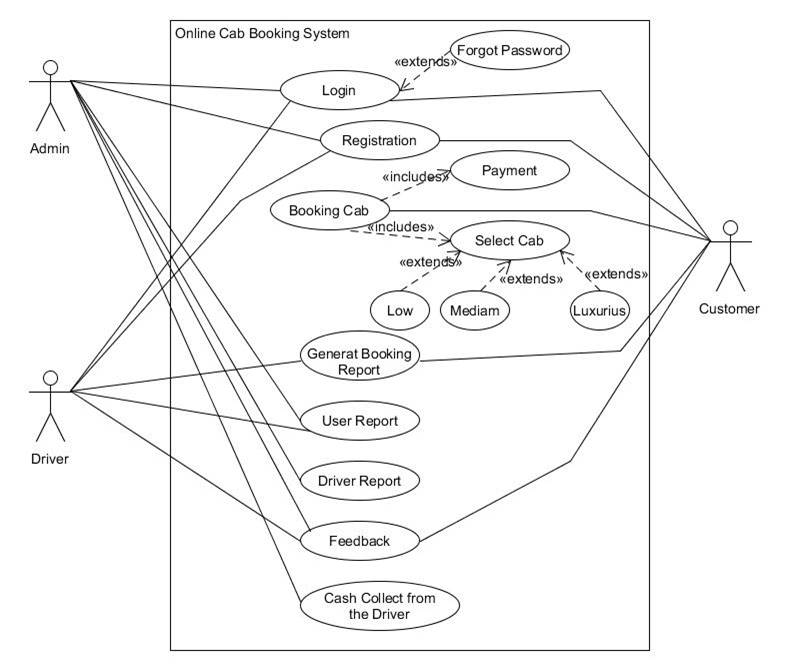 Online Cab Booking System
Forgot Password
«extends»
Login
Admin
Registration
Payment
«includes»
Booking Cab
«includes»
Select Cab
«extends»
«extends»
«extends»
Low
Mediam
Luxurius
Customer
Generat Booking
Report
User Report
Driver
Driver Report
Feedback
Cash Collect from
the Driver